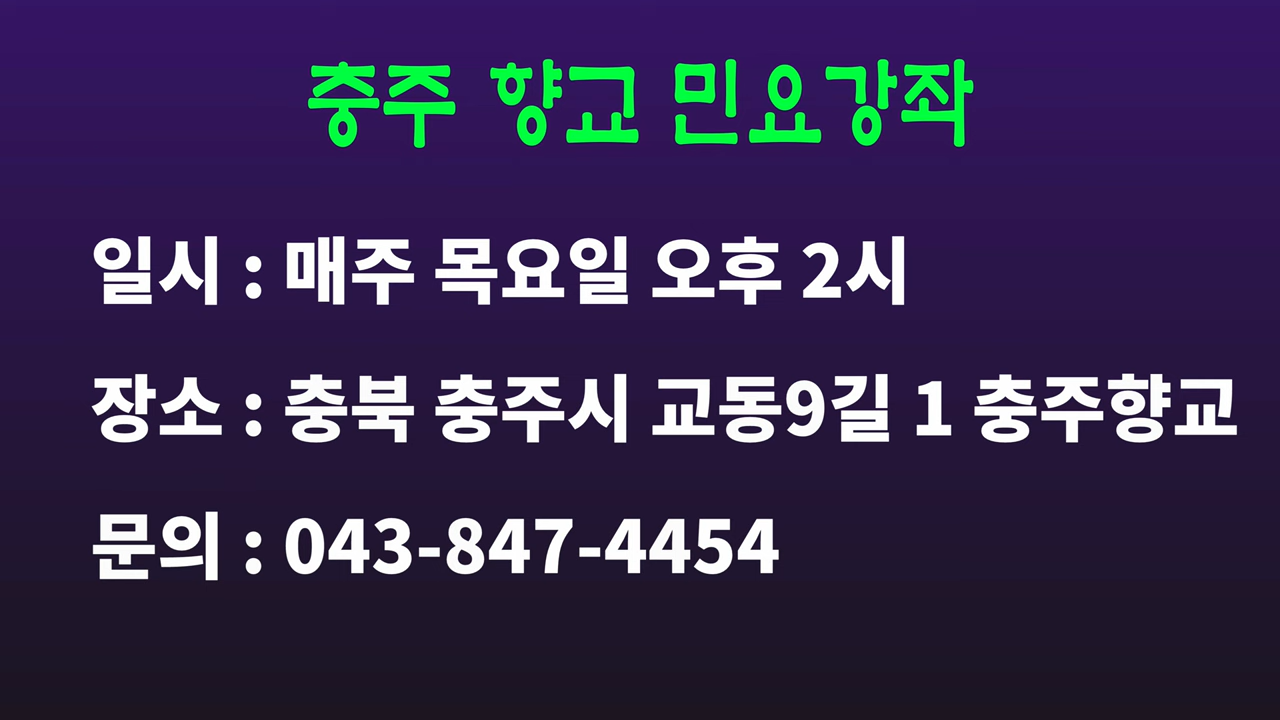 충주 향교 민요강좌
일시 : 매주 목요일 오후 2시
장소 : 충북 충주시 교동9길 1 충주향교
문의 : 043-847-4454